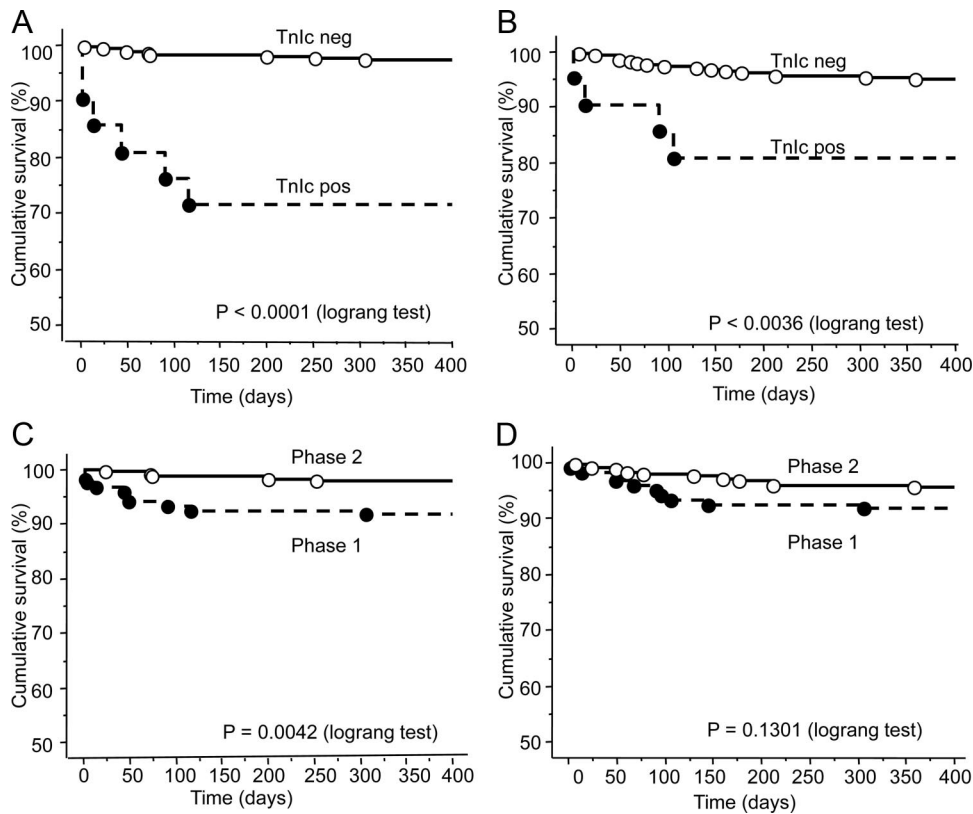 A
Cumulative survival (%)
100
90
80
70
60
50
TnIc neg
TnIc pos
P < 0.0001 (lograng test)
0 50 100 150 200 250 300 350 400
Time (days)
B
Cumulative survival (%)
100
90
80
70
60
50
TnIc neg
TnIc pos
P < 0.0036 (lograng test)
0 50 100 150 200 250 300 350 400
Time (days)
C
Cumulative survival (%)
100
90
80
70
60
50
Phase 2
Phase 1
P = 0.0042 (lograng test)
0 50 100 150 200 250 300 350 400
Time (days)
D
Cumulative survival (%)
100
90
80
70
60
50
Phase 2
Phase 1
P = 0.1301 (lograng test)
0 50 100 150 200 250 300 350 400
Time (days)